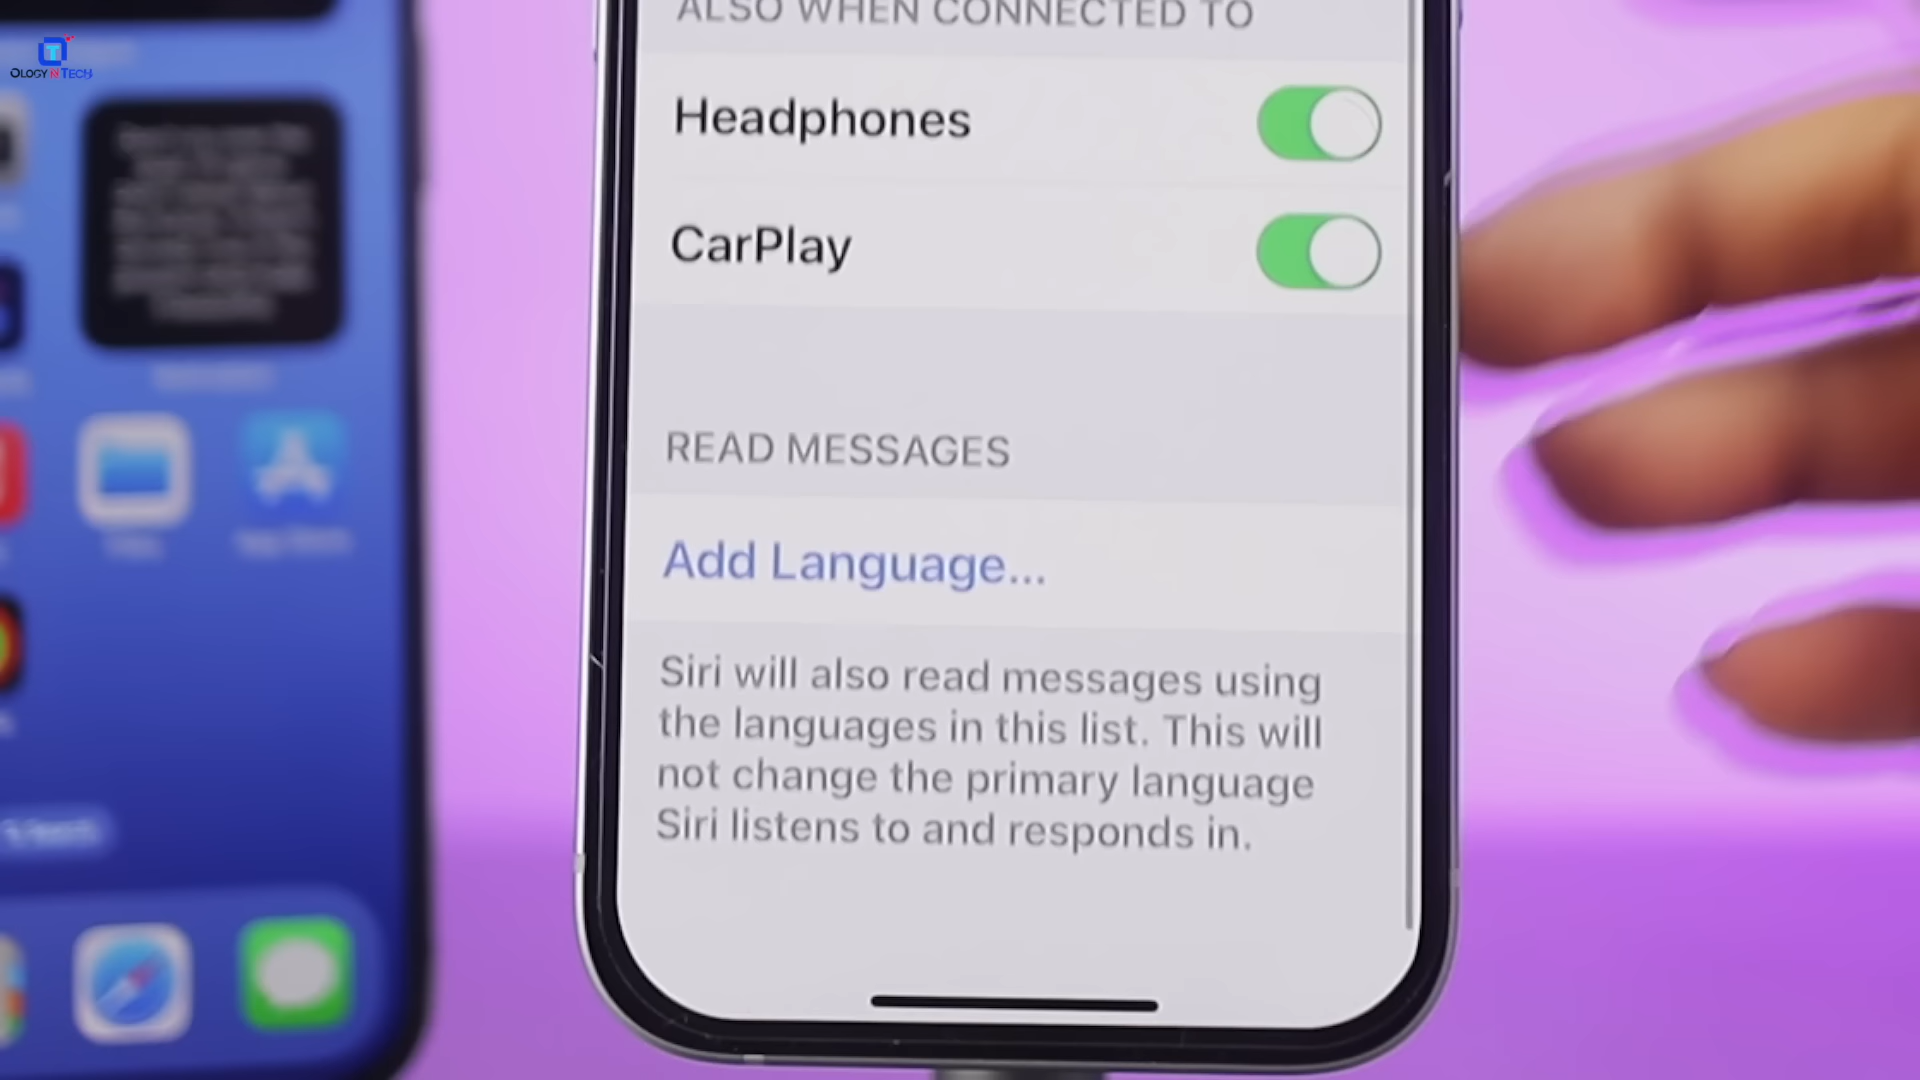 OLOGY N TECH
ALSO WHEN CONNECTED TO
Headphones
CarPlay
READ MESSAGES
Add Language...
Siri will also read messages using
the languages in this list. This will
not change the primary language
Siri listens to and responds in.